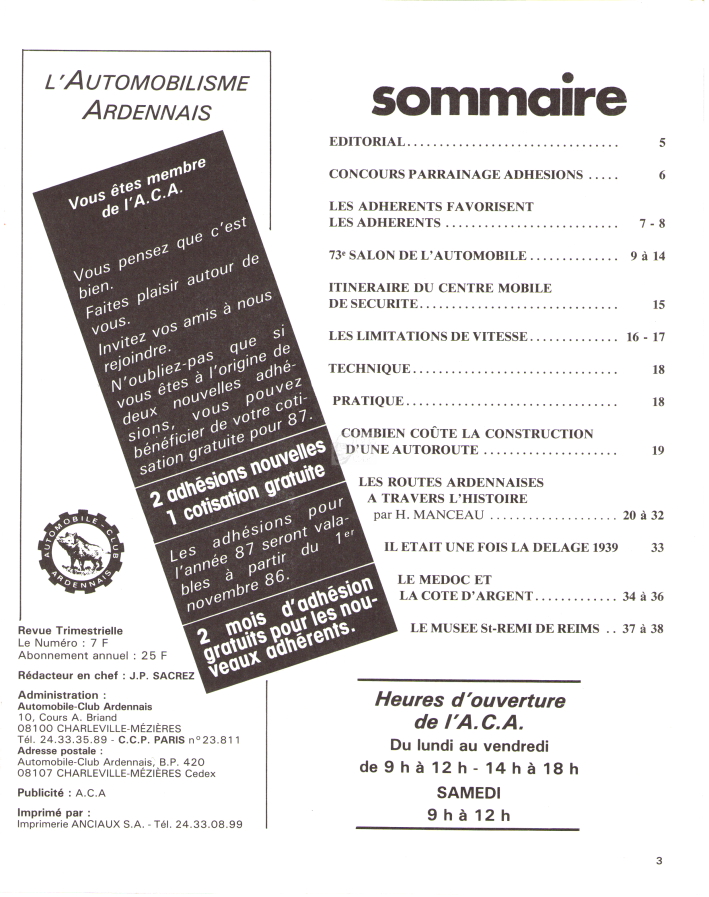 L'AUTOMOBILISME
ARDENNAIS
Vous êtes membre
de l'A.C.A.
Vous pensez que c'est
bien.
Faites plaisir autour de
vous.
Invitez vos amis à nous
rejoindre.
N'oubliez-pas que si
vous êtes à l'origine de
deux nouvelles adhé-
sions, vous pouvez
bénéficier de votre coti-
sation gratuite pour 87.
2 adhésions nouvelles
1 cotisation gratuite
Les adhésions pour
l'année 87 seront vala-
bles à partir du 1er
novembre 86.
2 mois d'adhésion
gratuits pour les nou-
veaux adhérents.
AUTOMOBILE-CLUB
ARDENNAIS
Revue Trimestrielle
Le Numéro : 7 F
Abonnement annuel : 25 F
Rédacteur en chef : J.P. SACREZ
Administration :
Automobile-Club Ardennais
10, Cours A. Briand
08100 CHARLEVILLE-MÉZIÈRES
Tél. 24.33.35.89 - C.C.P. PARIS n° 23.811
Adresse postale :
Automobile-Club Ardennais, B.P. 420
08107 CHARLEVILLE-MÉZIÈRES Cedex
Publicité : A.C.A
Imprimé par :
Imprimerie ANCIAUX S.A. - Tél. 24.33.08.99
sommaire
EDITORIAL................................ 5
CONCOURS PARRAINAGE ADHESIONS ..... 6
LES ADHERENTS FAVORISENT
LES ADHERENTS ........................... 7 - 8
73e SALON DE L'AUTOMOBILE.............. 9 à 14
ITINERAIRE DU CENTRE MOBILE
DE SECURITE............................... 15
LES LIMITATIONS DE VITESSE.............. 16 - 17
TECHNIQUE................................ 18
PRATIQUE................................. 18
COMBIEN COÛTE LA CONSTRUCTION
D'UNE AUTOROUTE ..................... 19
LES ROUTES ARDENNAISES
A TRAVERS L'HISTOIRE
par H. MANCEAU .................... 20 à 32
IL ETAIT UNE FOIS LA DELAGE 1939 33
LE MEDOC ET
LA COTE D'ARGENT............. 34 à 36
LE MUSEE St-REMI DE REIMS .. 37 à 38
Heures d'ouverture
de l'A.C.A.
Du lundi au vendredi
de 9 h à 12 h - 14 h à 18 h
SAMEDI
9 h à 12 h
3